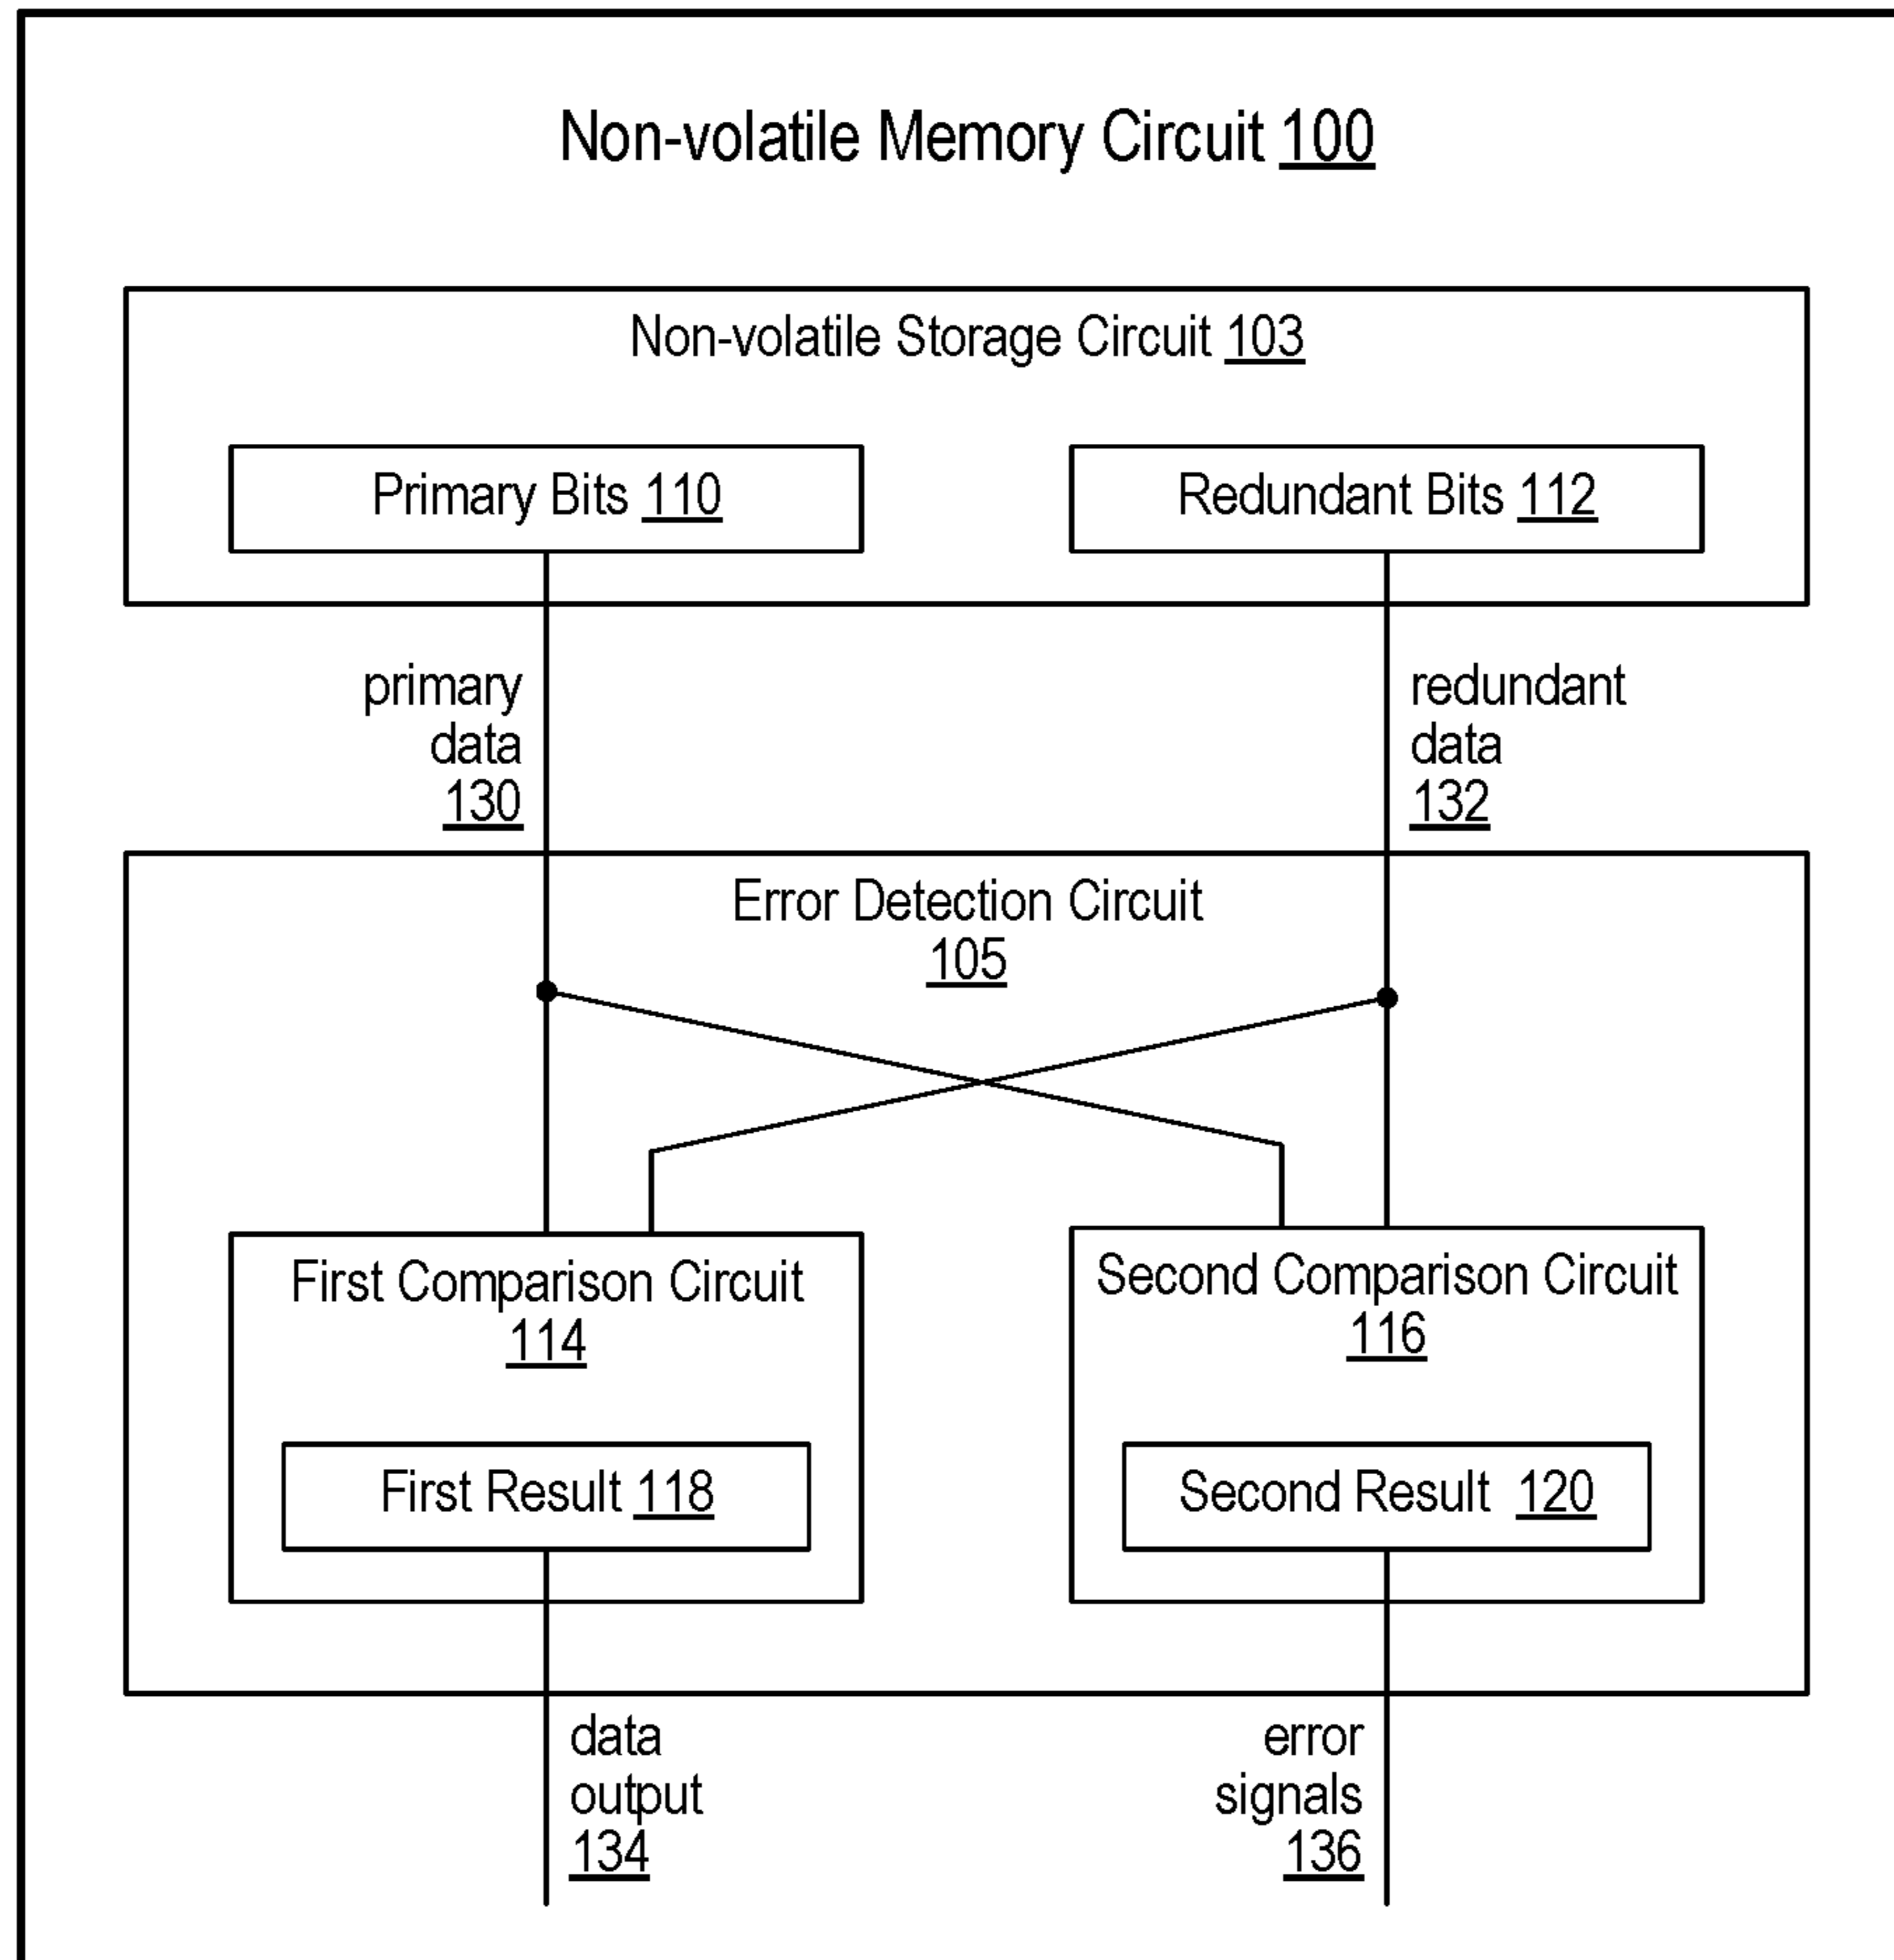 Non-volatile Memory Circuit 100
Non-volatile Storage Circuit 103
Primary Bits 110
Redundant Bits 112
primary
data
130
redundant
data
132
Error Detection Circuit
105
First Comparison Circuit
114
Second Comparison Circuit
116
First Result 118
Second Result 120
data
output
134
error
signals
136